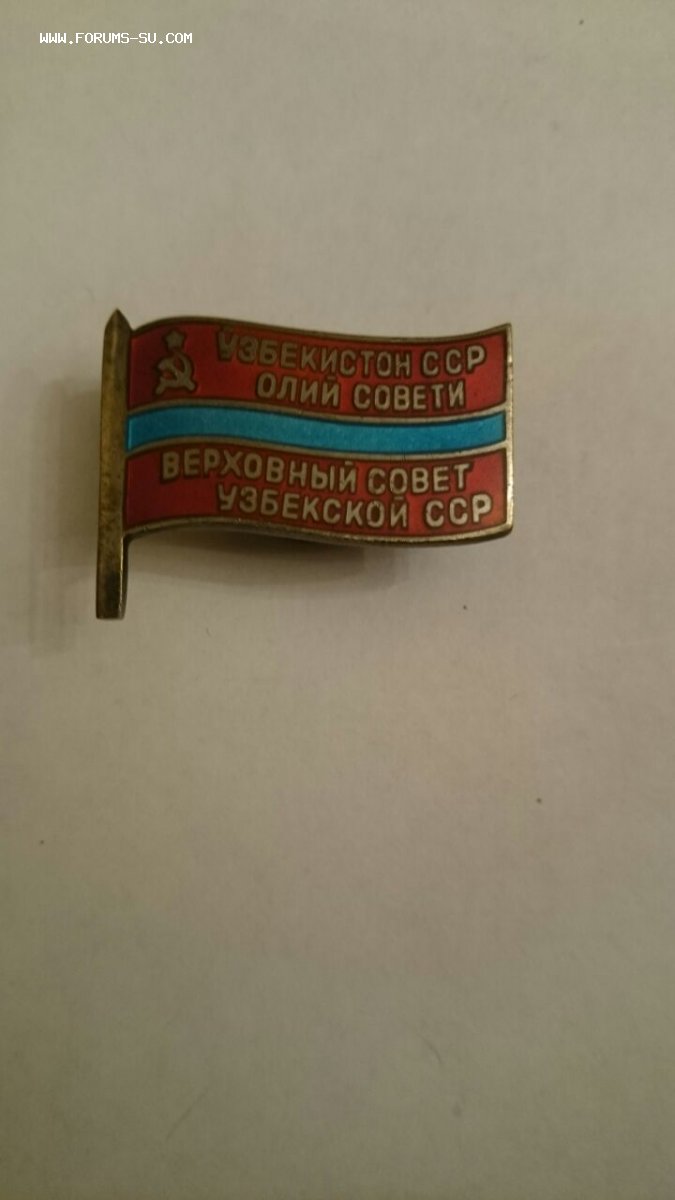 WWW.FORUMS-SU.COM
ЎЗБЕКИСТОН ССР
ОЛИЙ СОВЕТИ
ВЕРХОВНЫЙ СОВЕТ
УЗБЕКСКОЙ ССР